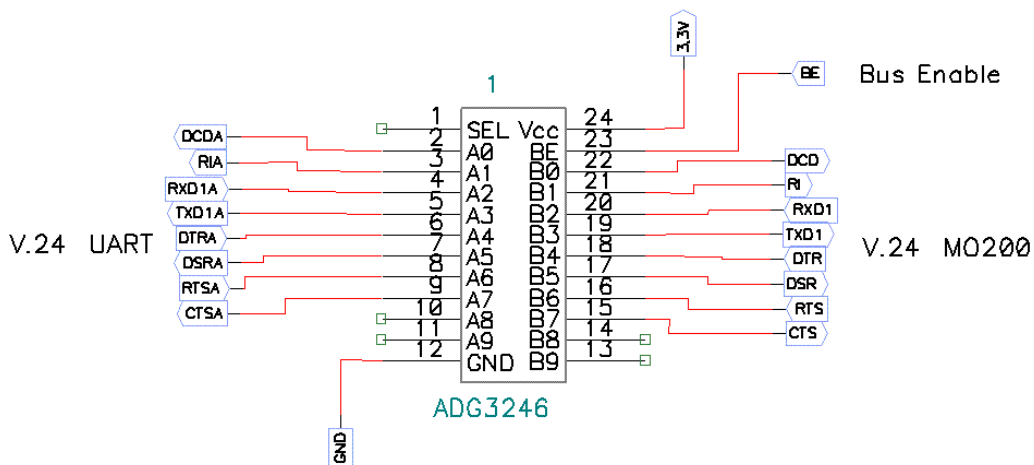 3.3V
BE Bus Enable
1
1 SEL Vcc 24
DCDA 2 A0 BE 23
RIA 3 A1 B0 22 DCD
RXD1A 4 A2 B1 21 RI
TXD1A 5 A3 B2 20 RXD1
DTRA 6 A4 B3 19 TXD1
V.24 UART
DSRA 7 A5 B4 18 DTR
V.24 MQ200
RTSA 8 A6 B5 17 DSR
CTSA 9 A7 B6 16 RTS
10 A8 B7 15 CTS
11 A9 B8 14
12 GND B9 13
ADG3246
GND